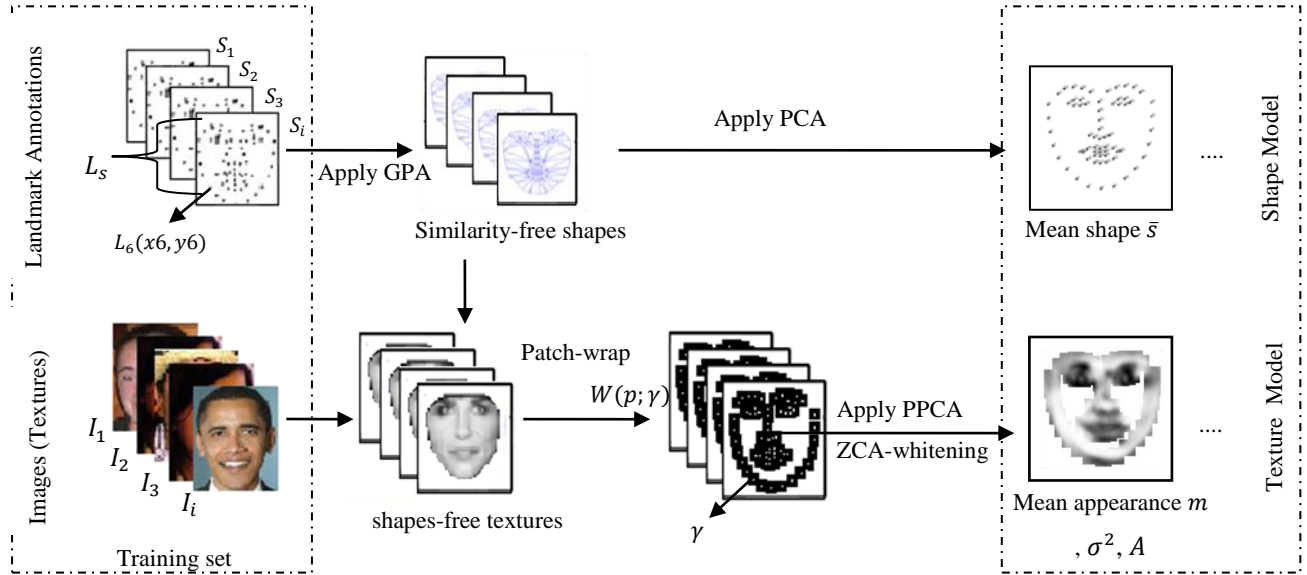 Landmark Annotations
S₁
S₂
S₃
Sᵢ
Lₛ
L₆(x6, y6)
Apply GPA
Similarity-free shapes
Apply PCA
Mean shape s̄
....
Shape Model
Images (Textures)
I₁
I₂
I₃
Iᵢ
Training set
shapes-free textures
Patch-wrap
W(p; γ)
γ
Apply PPCA
ZCA-whitening
Mean appearance m
, σ², A
....
Texture Model